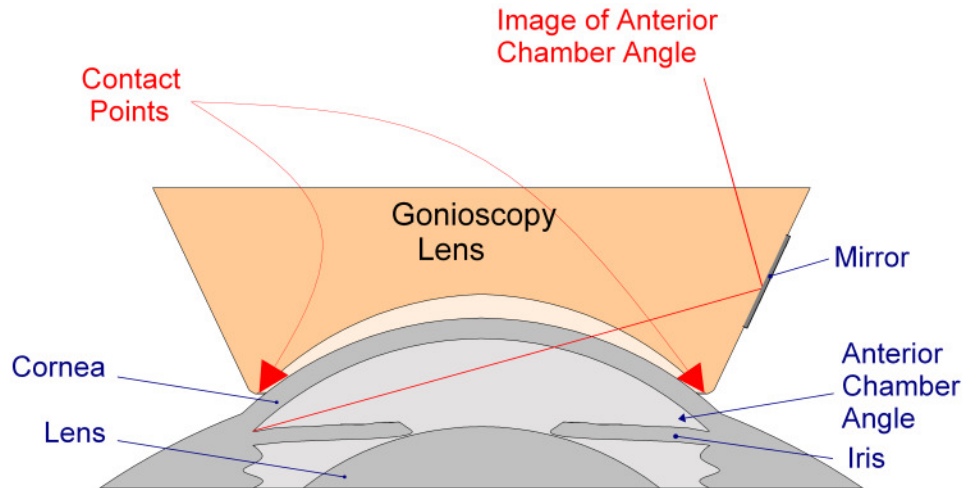 Image of Anterior
Chamber Angle
Contact
Points
Gonioscopy
Lens
Mirror
Cornea
Anterior
Chamber
Angle
Lens
Iris